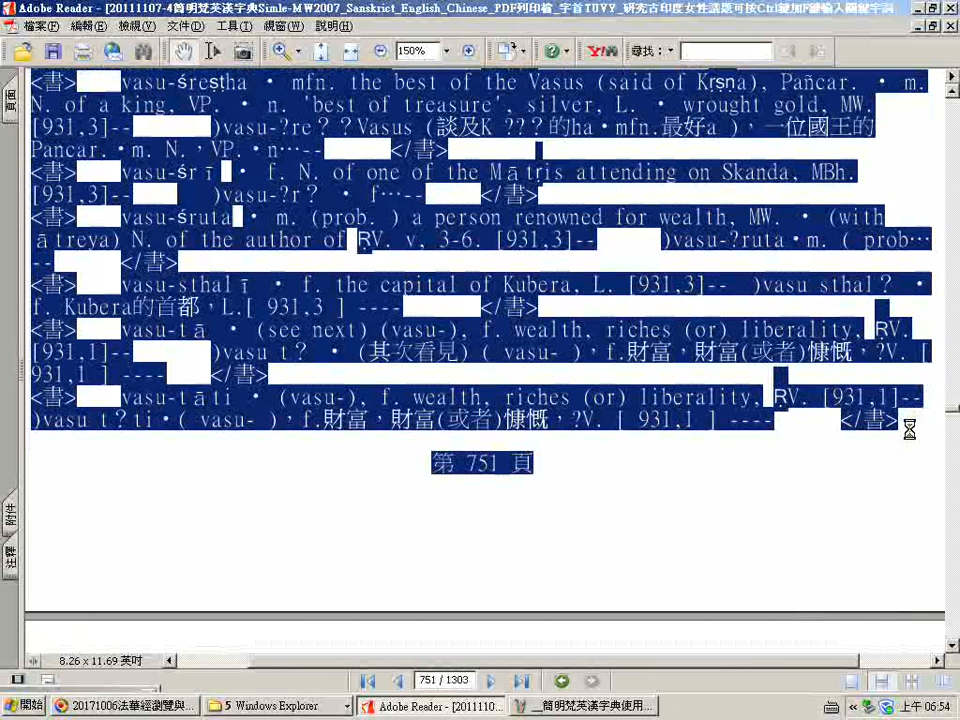 Adobe Reader - [20111107-4簡明梵英漢字典Simle-MW2007_Sanskrict_English_Chinese_PDF列印檔_字首TUVY_研究古印度女性議題可按Ctrl鍵加F鍵輸入關鍵字詞
檔案(F) 編輯(E) 檢視(V) 文件(D) 工具(T) 視窗(W) 說明(H)
150% Y! 尋找：
頁面
<書> vasu-śreṣṭha • mfn. the best of the Vasus (said of Kṛṣṇa), Pañcar. • m.
N. of a king, VP. • n. 'best of treasure', silver, L. • wrought gold, MW.
[931,3]-- )vasu-?re？？Vasus (談及K ??？的ha•mfn.最好a )，一位國王的
Pancar.•m. N.，VP.•n…-- </書>
<書> vasu-śrī • f. N. of one of the Mātṛis attending on Skanda, MBh.
[931,3]-- )vasu-?r？ • f…-- </書>
<書> vasu-śruta • m. (prob. ) a person renowned for wealth, MW. • (with
ātreya) N. of the author of ṚV. v, 3-6. [931,3]-- )vasu-?ruta•m. ( prob…
-- </書>
<書> vasu-sthalī • f. the capital of Kubera, L. [931,3]-- )vasu sthal？ •
f. Kubera的首都，L.[ 931,3 ] ---- </書>
<書> vasu-tā • (see next) (vasu-), f. wealth, riches (or) liberality, ṚV.
[931,1]-- )vasu t？ • (其次看見) ( vasu- )，f.財富，財富(或者)慷慨，?V. [
931,1 ] ---- </書>
<書> vasu-tāti • (vasu-), f. wealth, riches (or) liberality, ṚV. [931,1]--
)vasu t？ti•( vasu- )，f.財富，財富(或者)慷慨，?V. [ 931,1 ] ---- </書>
第 751 頁
附件
注釋
8.26 x 11.69 英吋
751 / 1303
開始 20171006法華經瀏覽與... 5 Windows Explorer Adobe Reader - [2011110... __簡明梵英漢字典使用... 上午 06:54